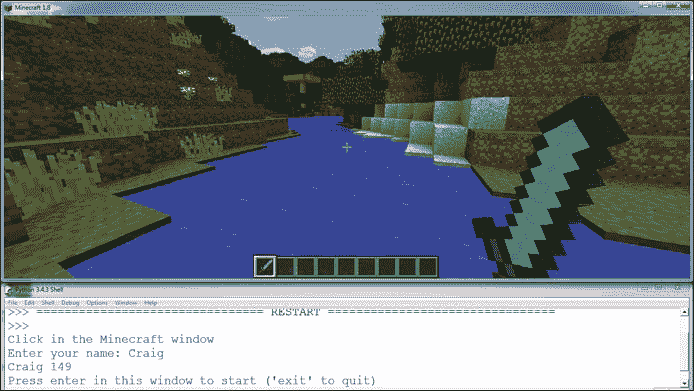 Minecraft 1.8
Python 3.4.3 Shell
File Edit Shell Debug Options Window Help
>>> ============================= RESTART =============================
>>>
Click in the Minecraft window
Enter your name: Craig
Craig 149
Press enter in this window to start ('exit' to quit)